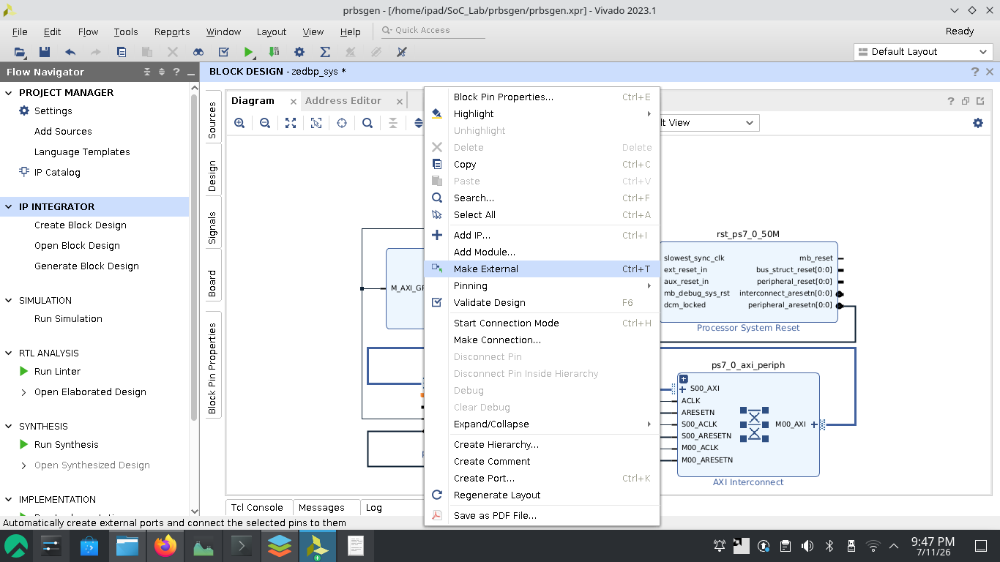 prbsgen - [/home/ipad/SoC_Lab/prbsgen/prbsgen.xpr] - Vivado 2023.1
File Edit Flow Tools Reports Window Layout View Help Quick Access Ready
Default Layout
Flow Navigator
BLOCK DESIGN - zedbp_sys *
PROJECT MANAGER
Settings
Add Sources
Language Templates
IP Catalog
IP INTEGRATOR
Create Block Design
Open Block Design
Generate Block Design
SIMULATION
Run Simulation
RTL ANALYSIS
Run Linter
Open Elaborated Design
SYNTHESIS
Run Synthesis
Open Synthesized Design
IMPLEMENTATION
Sources
Design
Signals
Board
Block Pin Properties
Diagram Address Editor
lt View
M_AXI_GP
Block Pin Properties... Ctrl+E
Highlight
Unhighlight
Delete Delete
Copy Ctrl+C
Paste Ctrl+V
Search... Ctrl+F
Select All Ctrl+A
Add IP... Ctrl+I
Add Module...
Make External Ctrl+T
Pinning
Validate Design F6
Start Connection Mode Ctrl+H
Make Connection...
Disconnect Pin
Disconnect Pin Inside Hierarchy
Debug
Clear Debug
Expand/Collapse
Create Hierarchy...
Create Comment
Create Port... Ctrl+K
Regenerate Layout
Save as PDF File...
rst_ps7_0_50M
slowest_sync_clk mb_reset
ext_reset_in bus_struct_reset[0:0]
aux_reset_in peripheral_reset[0:0]
mb_debug_sys_rst interconnect_aresetn[0:0]
dcm_locked peripheral_aresetn[0:0]
Processor System Reset
ps7_0_axi_periph
S00_AXI
ACLK
ARESETN
S00_ACLK M00_AXI
S00_ARESETN
M00_ACLK
M00_ARESETN
AXI Interconnect
Tcl Console Messages Log
Automatically create external ports and connect the selected pins to them
9:47 PM
7/11/26